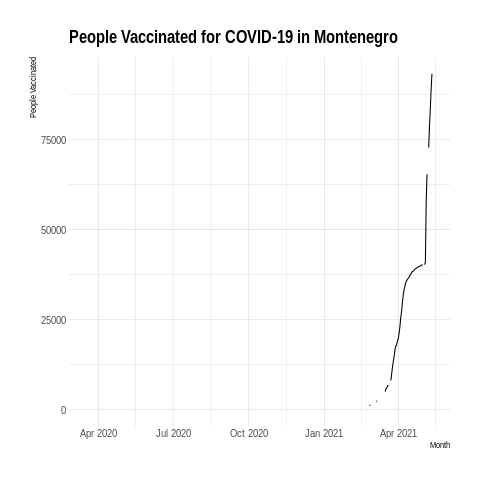 People Vaccinated for COVID-19 in Montenegro
People Vaccinated
75000
50000
25000
0
Apr 2020 Jul 2020 Oct 2020 Jan 2021 Apr 2021
Month